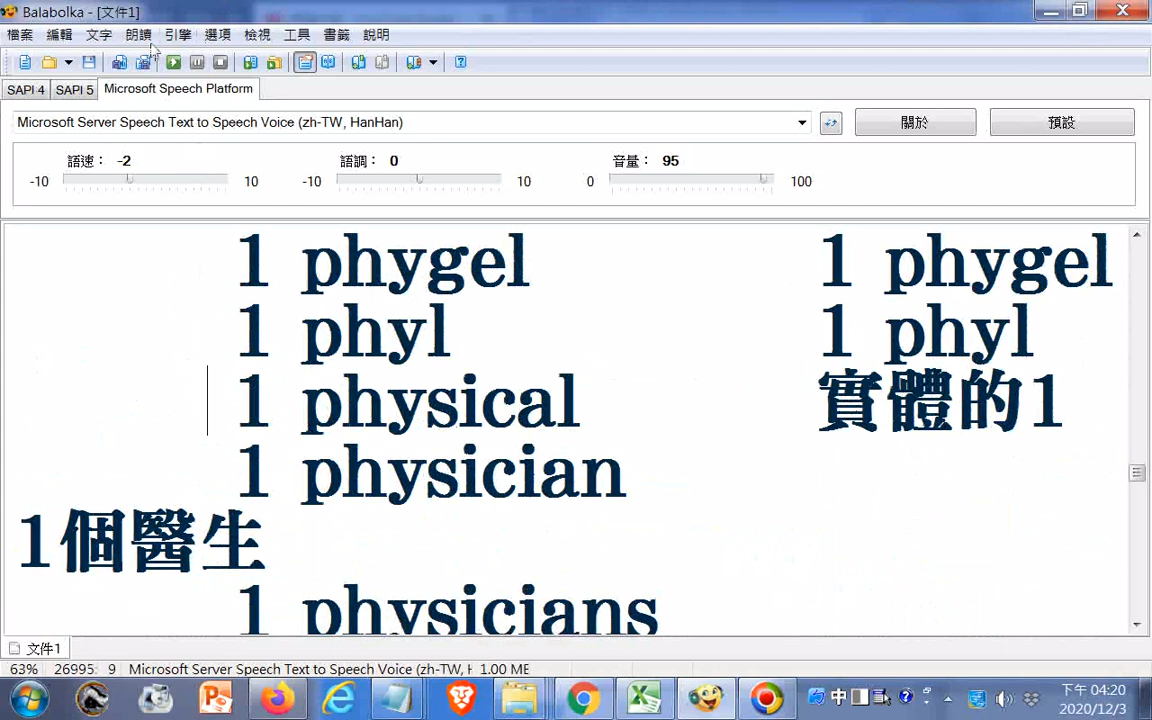 Balabolka - [文件1]
檔案 編輯 文字 朗讀 引擎 選項 檢視 工具 書籤 說明
SAPI 4 SAPI 5 Microsoft Speech Platform
Microsoft Server Speech Text to Speech Voice (zh-TW, HanHan) 關於 預設
語速： -2 語調： 0 音量： 95
-10 10 -10 10 0 100
1 phygel 1 phygel
1 phyl 1 phyl
1 physical 實體的1
1 physician
1個醫生
1 physicians
文件1
63% 26995: 9 Microsoft Server Speech Text to Speech Voice (zh-TW, 1.00 ME
中 下午 04:20
2020/12/3